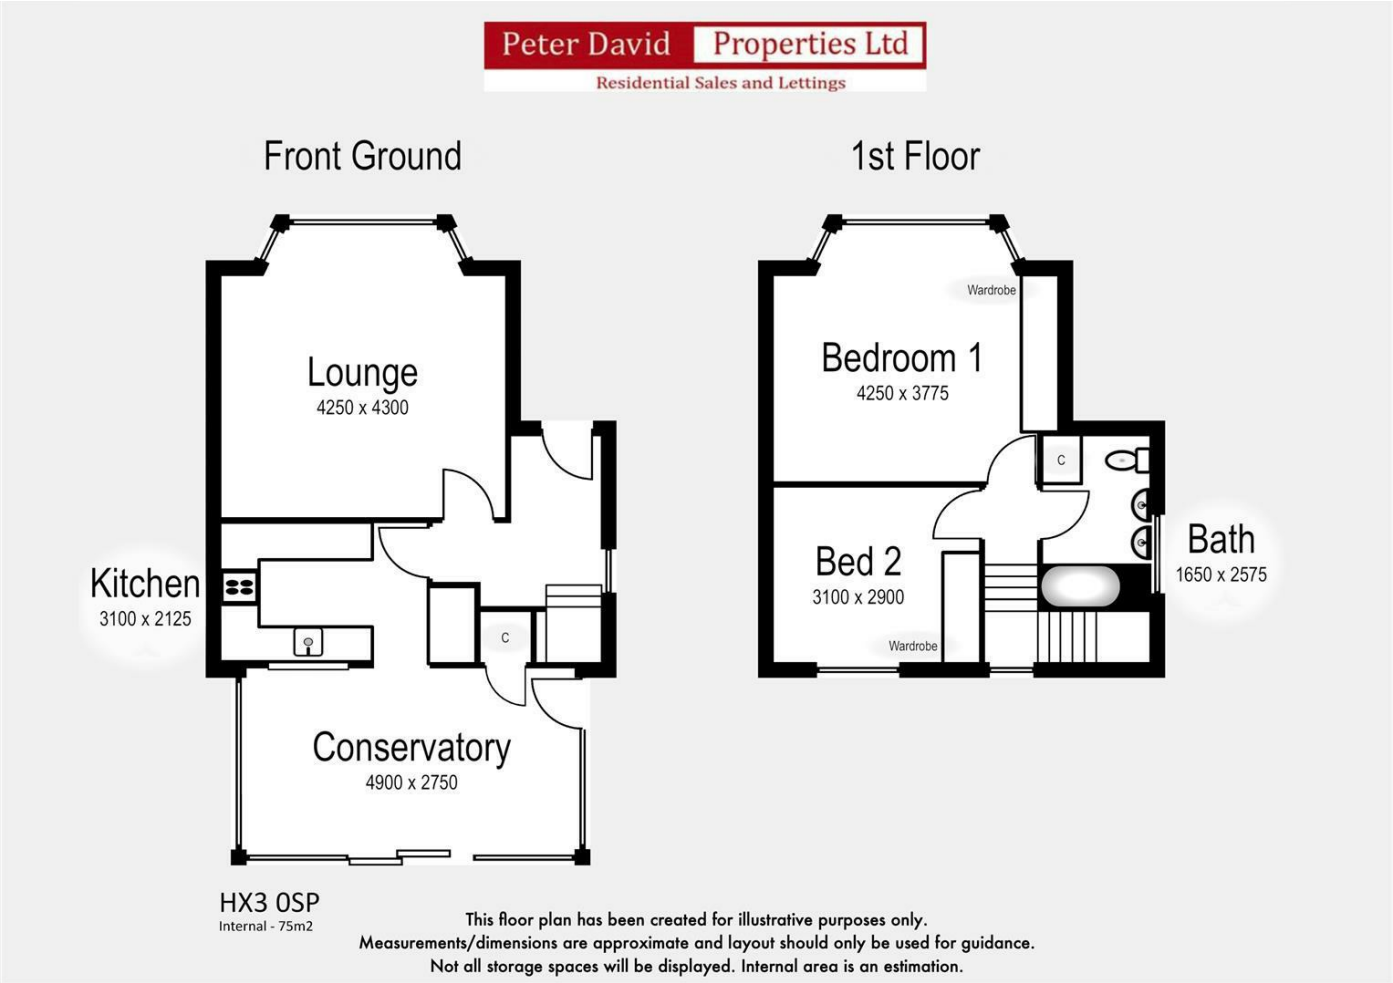 Peter David Properties Ltd
Residential Sales and Lettings
Front Ground
1st Floor
Lounge
4250 x 4300
Kitchen
3100 x 2125
C
Conservatory
4900 x 2750
Wardrobe
Bedroom 1
4250 x 3775
C
Bath
1650 x 2575
Bed 2
3100 x 2900
Wardrobe
HX3 0SP
Internal - 75m2
This floor plan has been created for illustrative purposes only.
Measurements/dimensions are approximate and layout should only be used for guidance.
Not all storage spaces will be displayed. Internal area is an estimation.